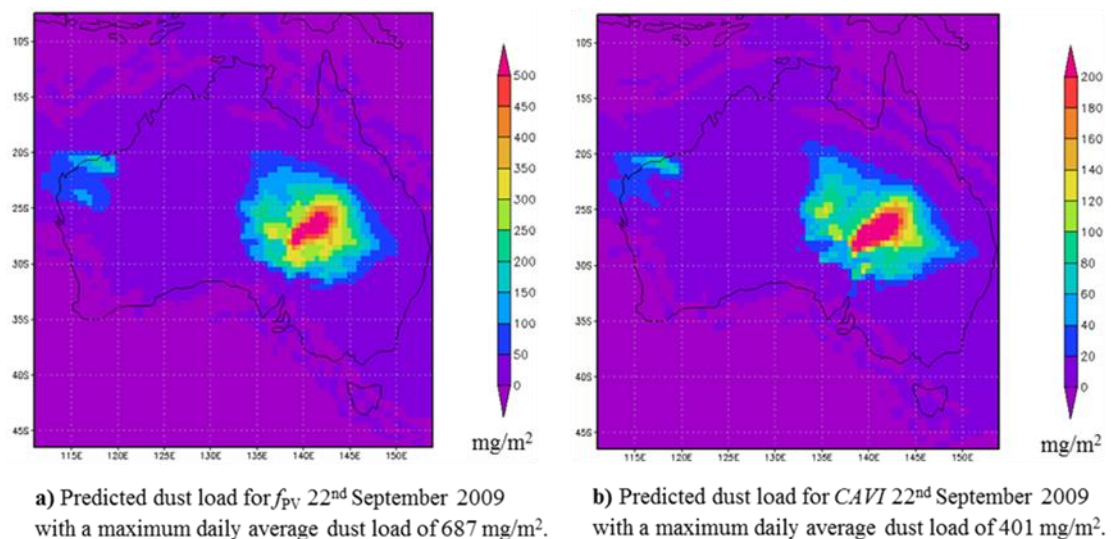 10S
15S
20S
25S
30S
35S
40S
45S
115E 120E 125E 130E 135E 140E 145E 150E
500
450
400
350
300
250
200
150
100
50
0
mg/m²
a) Predicted dust load for fPV 22nd September 2009
with a maximum daily average dust load of 687 mg/m².
10S
15S
20S
25S
30S
35S
40S
45S
115E 120E 125E 130E 135E 140E 145E 150E
200
180
160
140
120
100
80
60
40
20
0
mg/m²
b) Predicted dust load for CAVI 22nd September 2009
with a maximum daily average dust load of 401 mg/m².